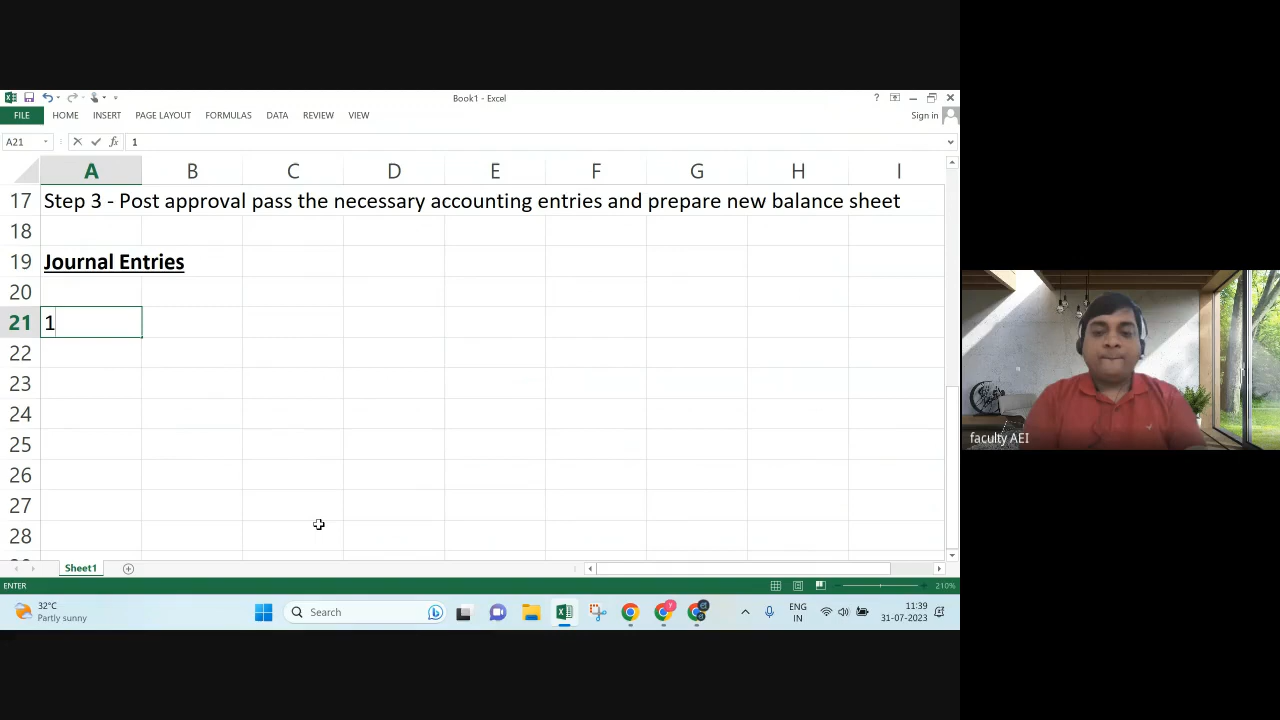 Book1 - Excel
FILE HOME INSERT PAGE LAYOUT FORMULAS DATA REVIEW VIEW
Sign in
A21 fx 1
A B C D E F G H I
17 Step 3 - Post approval pass the necessary accounting entries and prepare new balance sheet
18
19 Journal Entries
20
21 1
22
23
24
25
26
27
28
faculty AEI
Sheet1
ENTER 210%
32°C
Partly sunny
Search
7
ENG
IN
11:39
31-07-2023